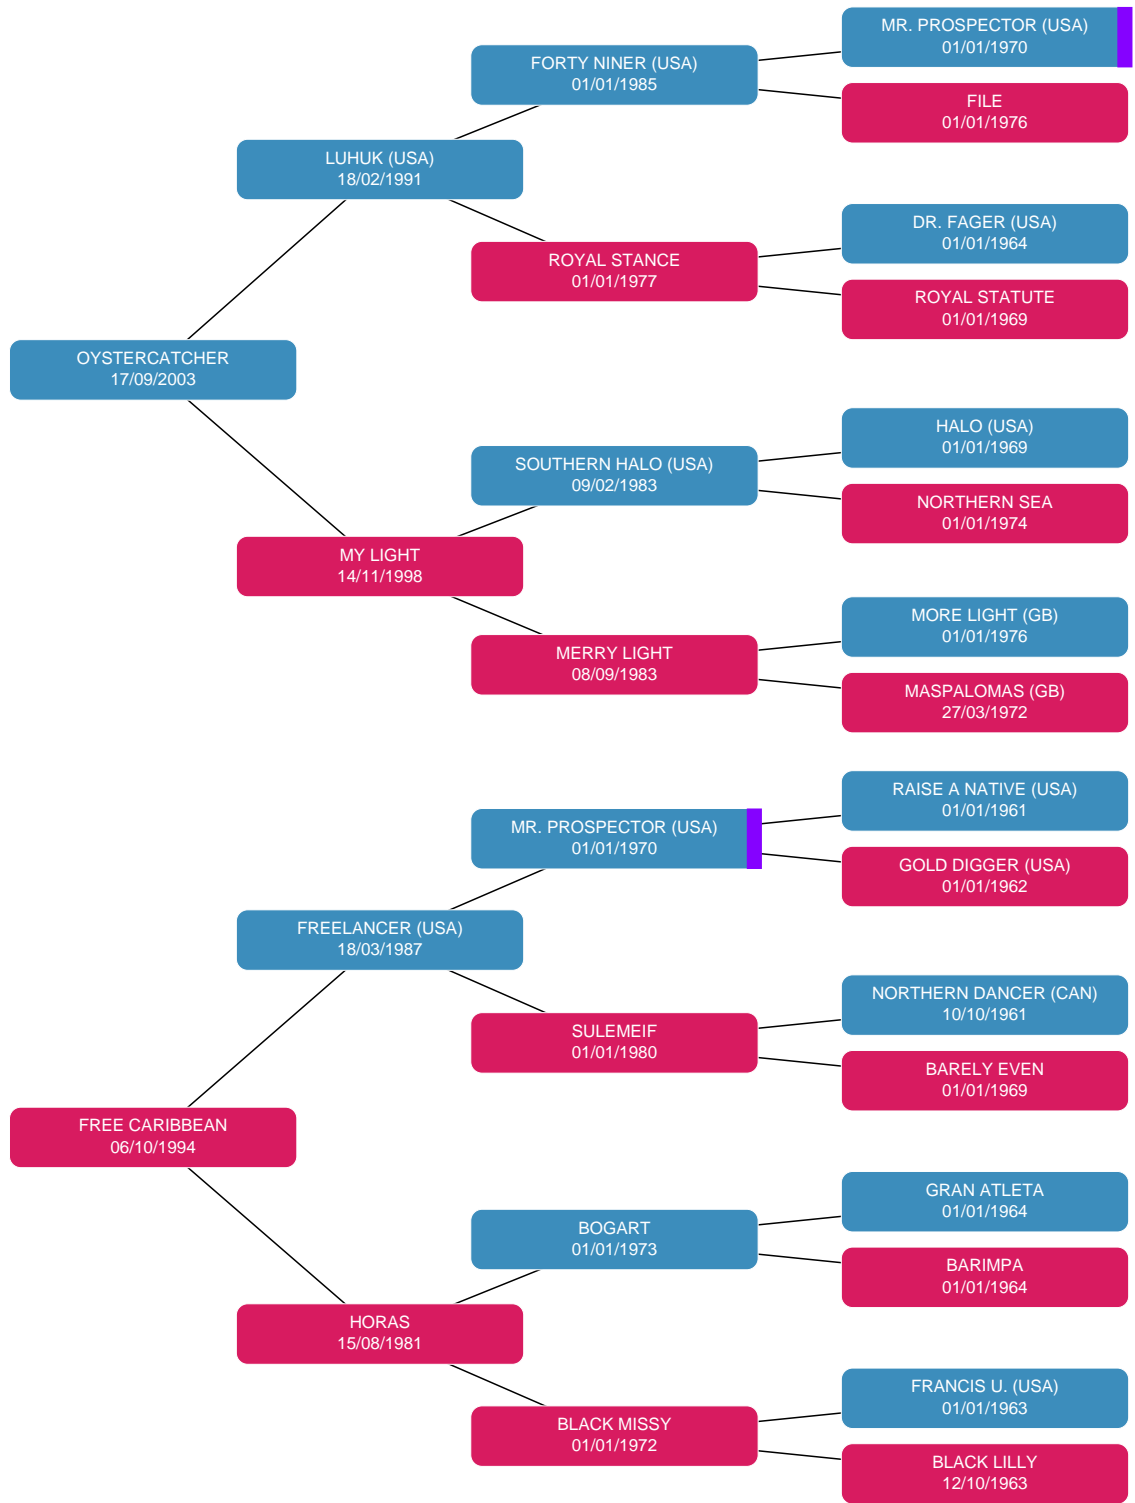 MR. PROSPECTOR (USA)
01/01/1970
FORTY NINER (USA)
01/01/1985
FILE
01/01/1976
LUHUK (USA)
18/02/1991
DR. FAGER (USA)
01/01/1964
ROYAL STANCE
01/01/1977
ROYAL STATUTE
01/01/1969
OYSTERCATCHER
17/09/2003
HALO (USA)
01/01/1969
SOUTHERN HALO (USA)
09/02/1983
NORTHERN SEA
01/01/1974
MY LIGHT
14/11/1998
MORE LIGHT (GB)
01/01/1976
MERRY LIGHT
08/09/1983
MASPALOMAS (GB)
27/03/1972
RAISE A NATIVE (USA)
01/01/1961
MR. PROSPECTOR (USA)
01/01/1970
GOLD DIGGER (USA)
01/01/1962
FREELANCER (USA)
18/03/1987
NORTHERN DANCER (CAN)
10/10/1961
SULEMEIF
01/01/1980
BARELY EVEN
01/01/1969
FREE CARIBBEAN
06/10/1994
GRAN ATLETA
01/01/1964
BOGART
01/01/1973
BARIMPA
01/01/1964
HORAS
15/08/1981
FRANCIS U. (USA)
01/01/1963
BLACK MISSY
01/01/1972
BLACK LILLY
12/10/1963